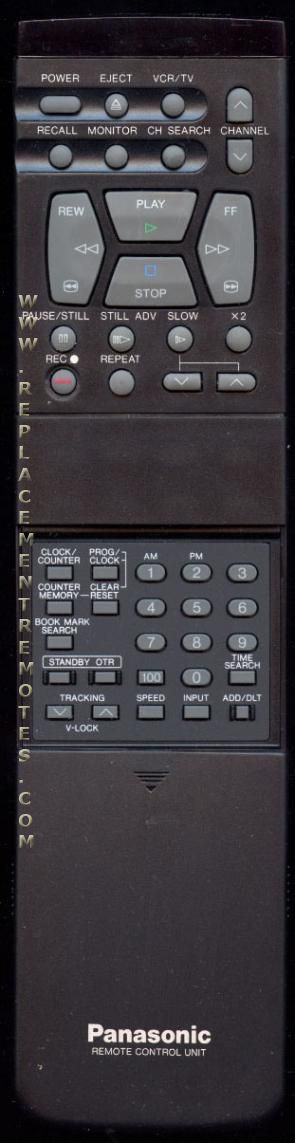 POWER EJECT VCR/TV
RECALL MONITOR CH SEARCH CHANNEL
REW PLAY FF
STOP
PAUSE/STILL STILL ADV SLOW ×2
REC REPEAT
CLOCK/COUNTER PROG/CLOCK AM PM
1 2 3
COUNTER MEMORY CLEAR RESET
4 5 6
BOOK MARK SEARCH
7 8 9
STANDBY OTR
100 0 TIME SEARCH
TRACKING SPEED INPUT ADD/DLT
V-LOCK
Panasonic
REMOTE CONTROL UNIT
WWW.REPLACEMENTREMOTES.COM